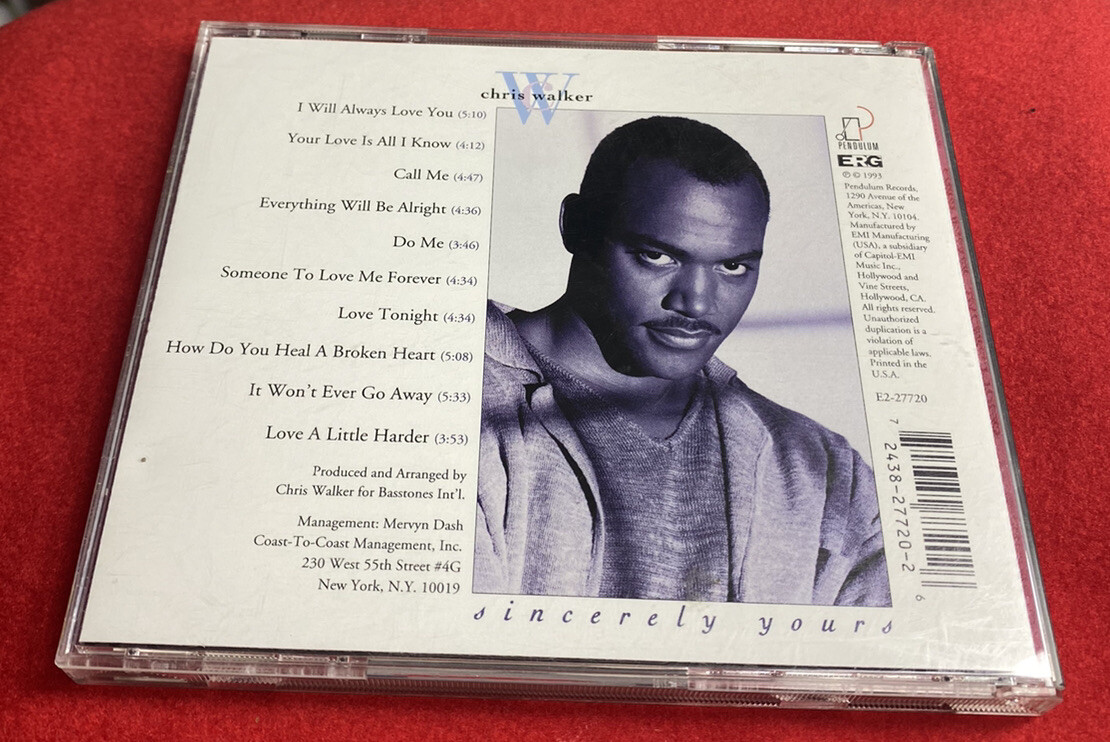 chris walker
I Will Always Love You (5:10)
Your Love Is All I Know (4:12)
Call Me (4:47)
Everything Will Be Alright (4:36)
Do Me (3:46)
Someone To Love Me Forever (4:34)
Love Tonight (4:34)
How Do You Heal A Broken Heart (5:08)
It Won't Ever Go Away (5:33)
Love A Little Harder (3:53)
Produced and Arranged by
Chris Walker for Basstones Int'l.
Management: Mervyn Dash
Coast-To-Coast Management, Inc.
230 West 55th Street #4G
New York, N.Y. 10019
sincerely yours
PENDULUM
ERG
℗ © 1993
Pendulum Records,
1290 Avenue of the
Americas, New
York, N.Y. 10104.
Manufactured by
EMI Manufacturing
(USA), a subsidiary
of Capitol-EMI
Music Inc.,
Hollywood and
Vine Streets,
Hollywood, CA.
All rights reserved.
Unauthorized
duplication is a
violation of
applicable laws.
Printed in the
U.S.A.
E2-27720
7 2438-27720-2 6